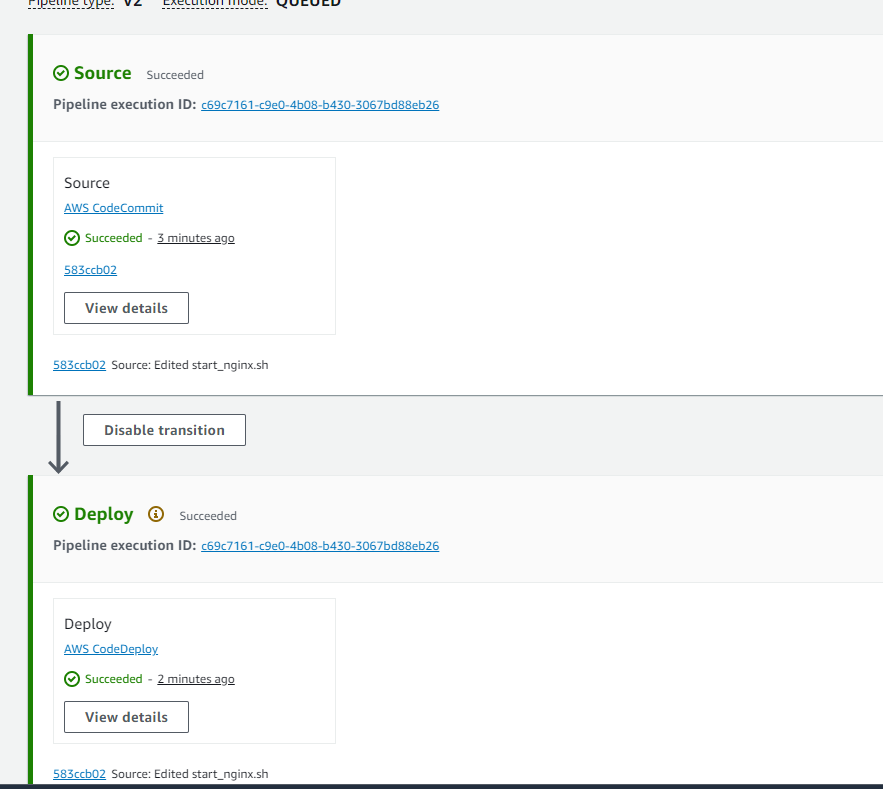 Pipeline type: V2 Execution mode: QUEUED
Source Succeeded
Pipeline execution ID: c69c7161-c9e0-4b08-b430-3067bd88eb26
Source
AWS CodeCommit
Succeeded - 3 minutes ago
583ccb02
View details
583ccb02 Source: Edited start_nginx.sh
Disable transition
Deploy Succeeded
Pipeline execution ID: c69c7161-c9e0-4b08-b430-3067bd88eb26
Deploy
AWS CodeDeploy
Succeeded - 2 minutes ago
View details
583ccb02 Source: Edited start_nginx.sh